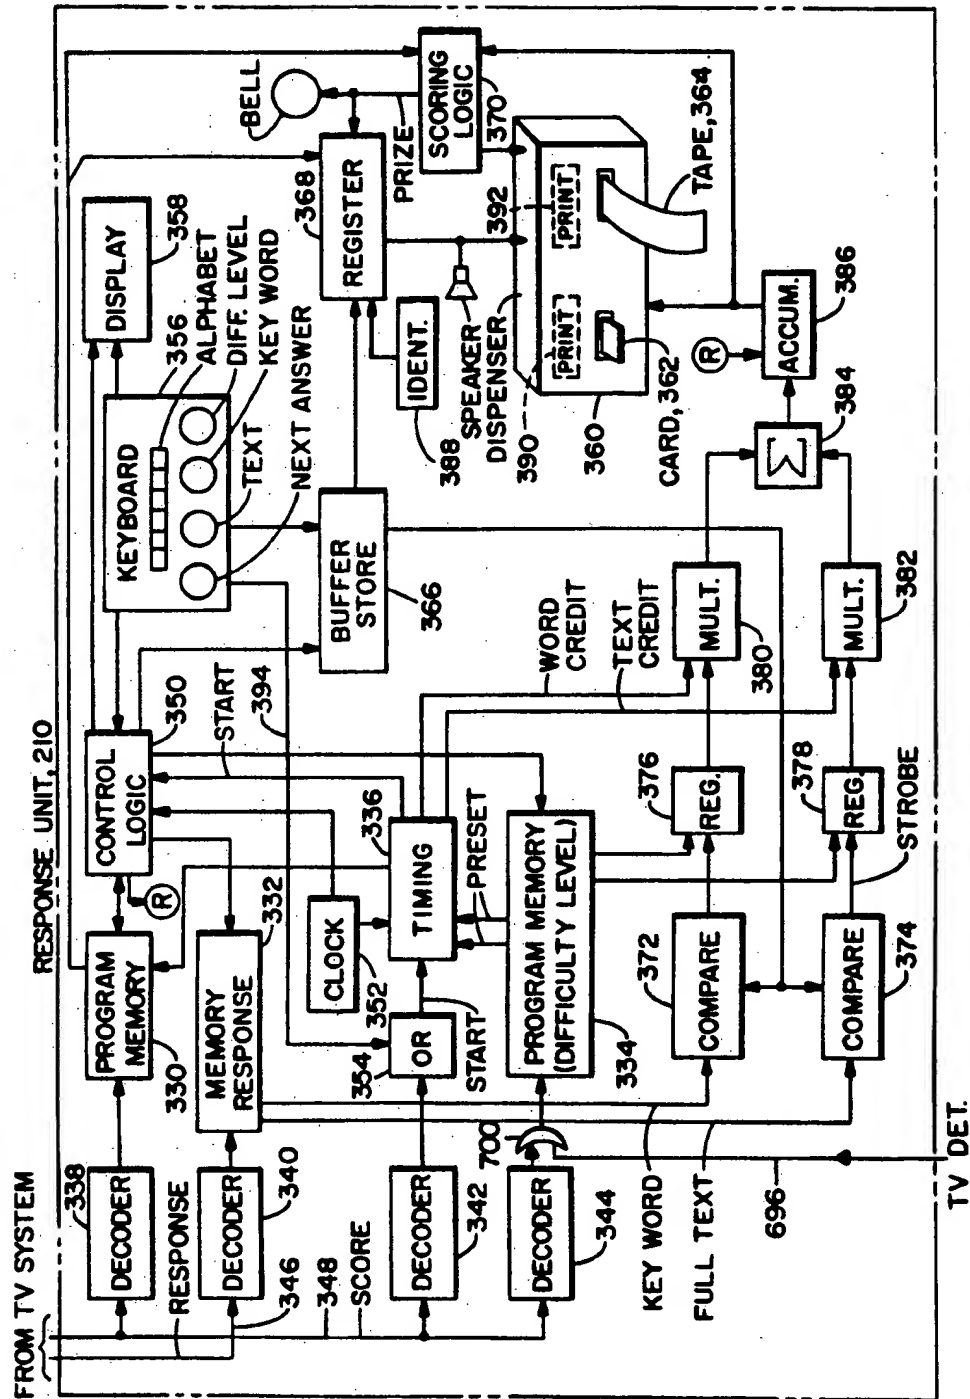 RESPONSE UNIT, 210
FROM TV SYSTEM
RESPONSE
346
348
SCORE
338
DECODER
340
DECODER
342
DECODER
344
DECODER
700
696
TV DET.
KEY WORD
FULL TEXT
330
PROGRAM
MEMORY
332
MEMORY
RESPONSE
R
350
CONTROL
LOGIC
START
394
352
CLOCK
354
OR
START
336
TIMING
PRESET
334
PROGRAM MEMORY
(DIFFICULTY LEVEL)
372
COMPARE
374
COMPARE
376
REG.
378
REG.
STROBE
WORD
CREDIT
TEXT
CREDIT
380
MULT.
382
MULT.
384
Σ
386
ACCUM.
R
KEYBOARD
356
ALPHABET
DIFF. LEVEL
KEY WORD
TEXT
NEXT ANSWER
358
DISPLAY
BUFFER
STORE
366
368
REGISTER
388
IDENT.
BELL
PRIZE
SCORING
LOGIC
370
SPEAKER
DISPENSER
390
392
PRINT
PRINT
360
CARD, 362
TAPE, 364